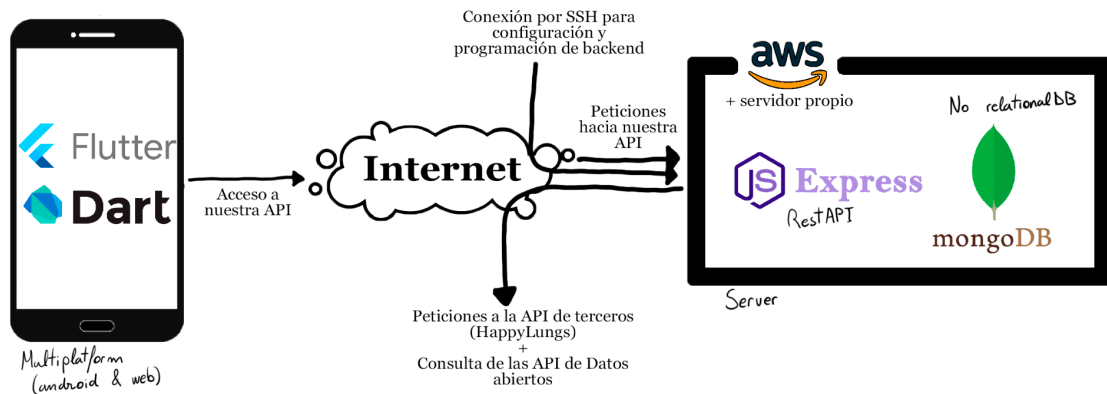 Flutter
Dart
Multiplatform
(android & web)
Acceso a
nuestra API
Internet
Conexión por SSH para
configuración y
programación de backend
Peticiones
hacia nuestra
API
Peticiones a la API de terceros
(HappyLungs)
+
Consulta de las API de Datos
abiertos
aws
+ servidor propio
No relationalDB
JS Express
RestAPI
mongoDB
Server